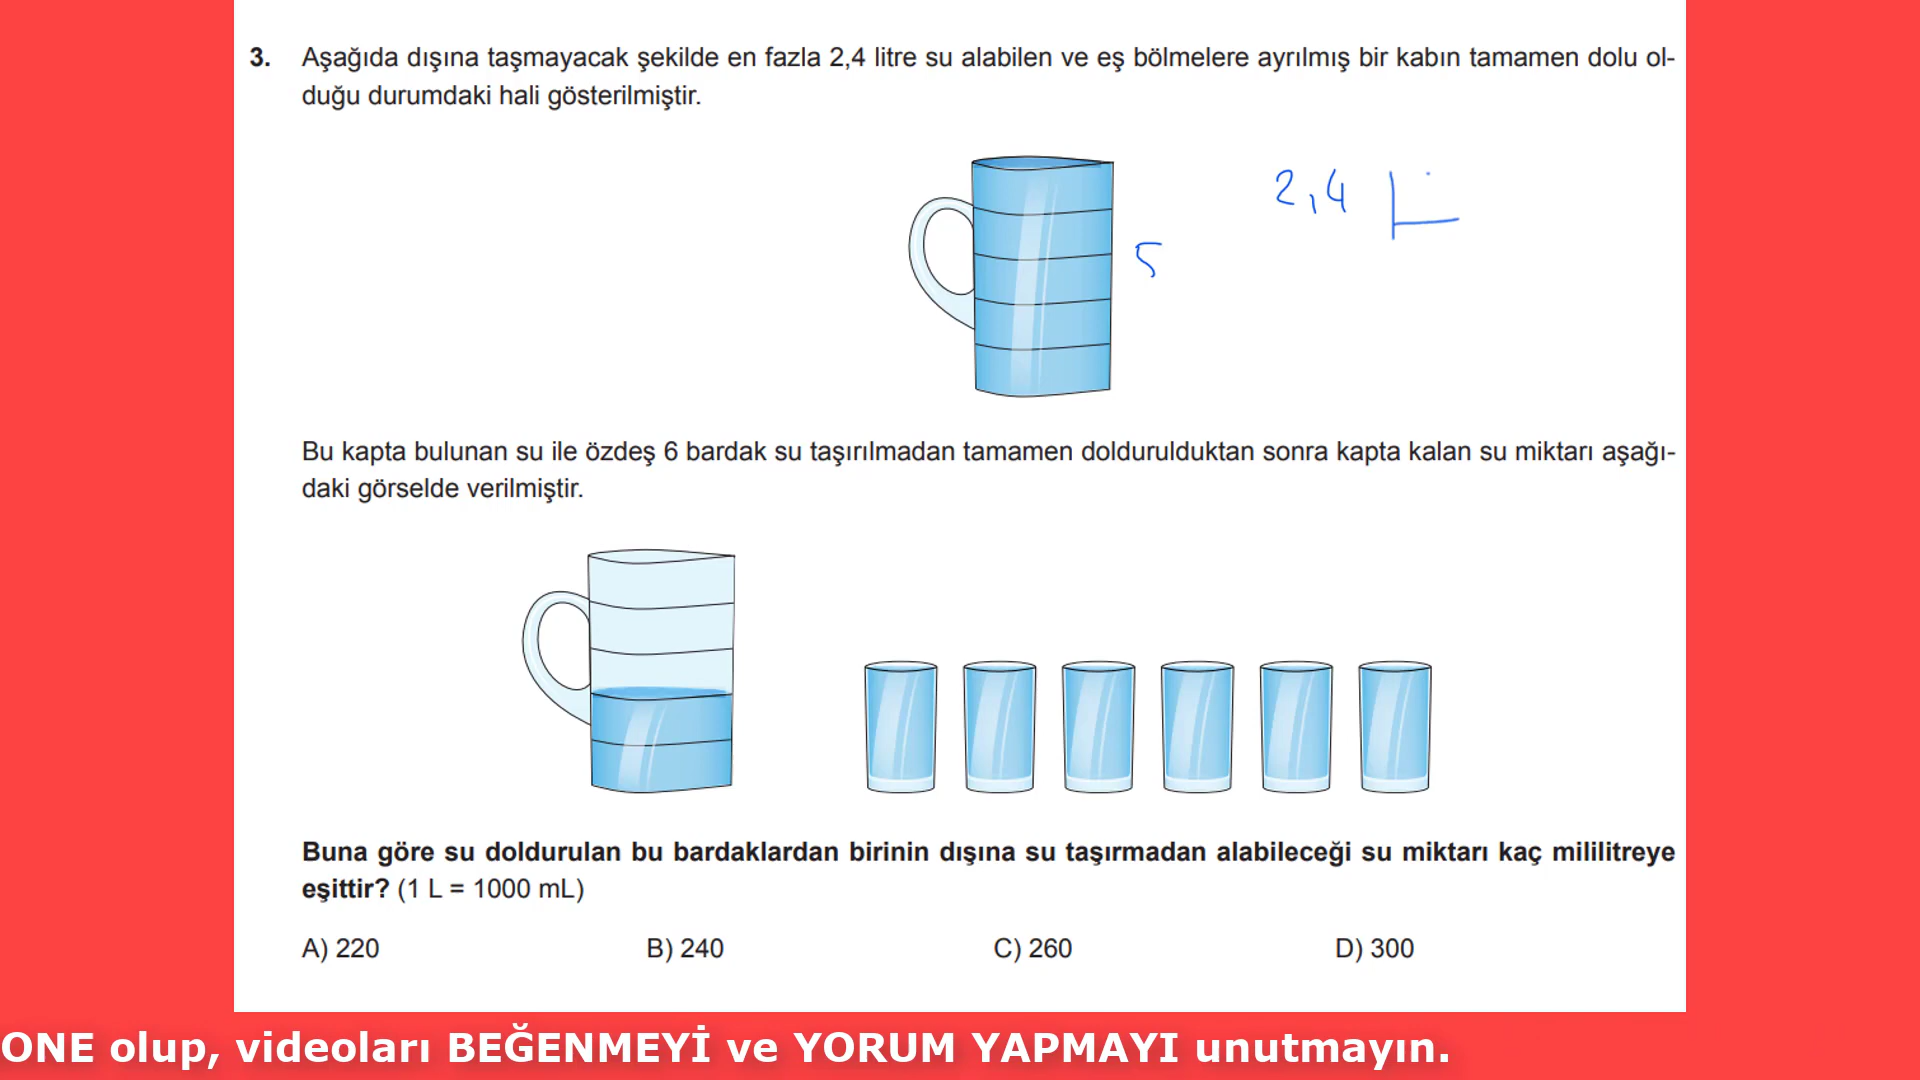 3. Aşağıda dışına taşmayacak şekilde en fazla 2,4 litre su alabilen ve eş bölmelere ayrılmış bir kabın tamamen dolu ol-
duğu durumdaki hali gösterilmiştir.
2,4 L
5
Bu kapta bulunan su ile özdeş 6 bardak su taşırılmadan tamamen doldurulduktan sonra kapta kalan su miktarı aşağı-
daki görselde verilmiştir.
Buna göre su doldurulan bu bardaklardan birinin dışına su taşırmadan alabileceği su miktarı kaç mililitreye
eşittir? (1 L = 1000 mL)
A) 220 B) 240 C) 260 D) 300
ONE olup, videoları BEĞENMEYİ ve YORUM YAPMAYI unutmayın.